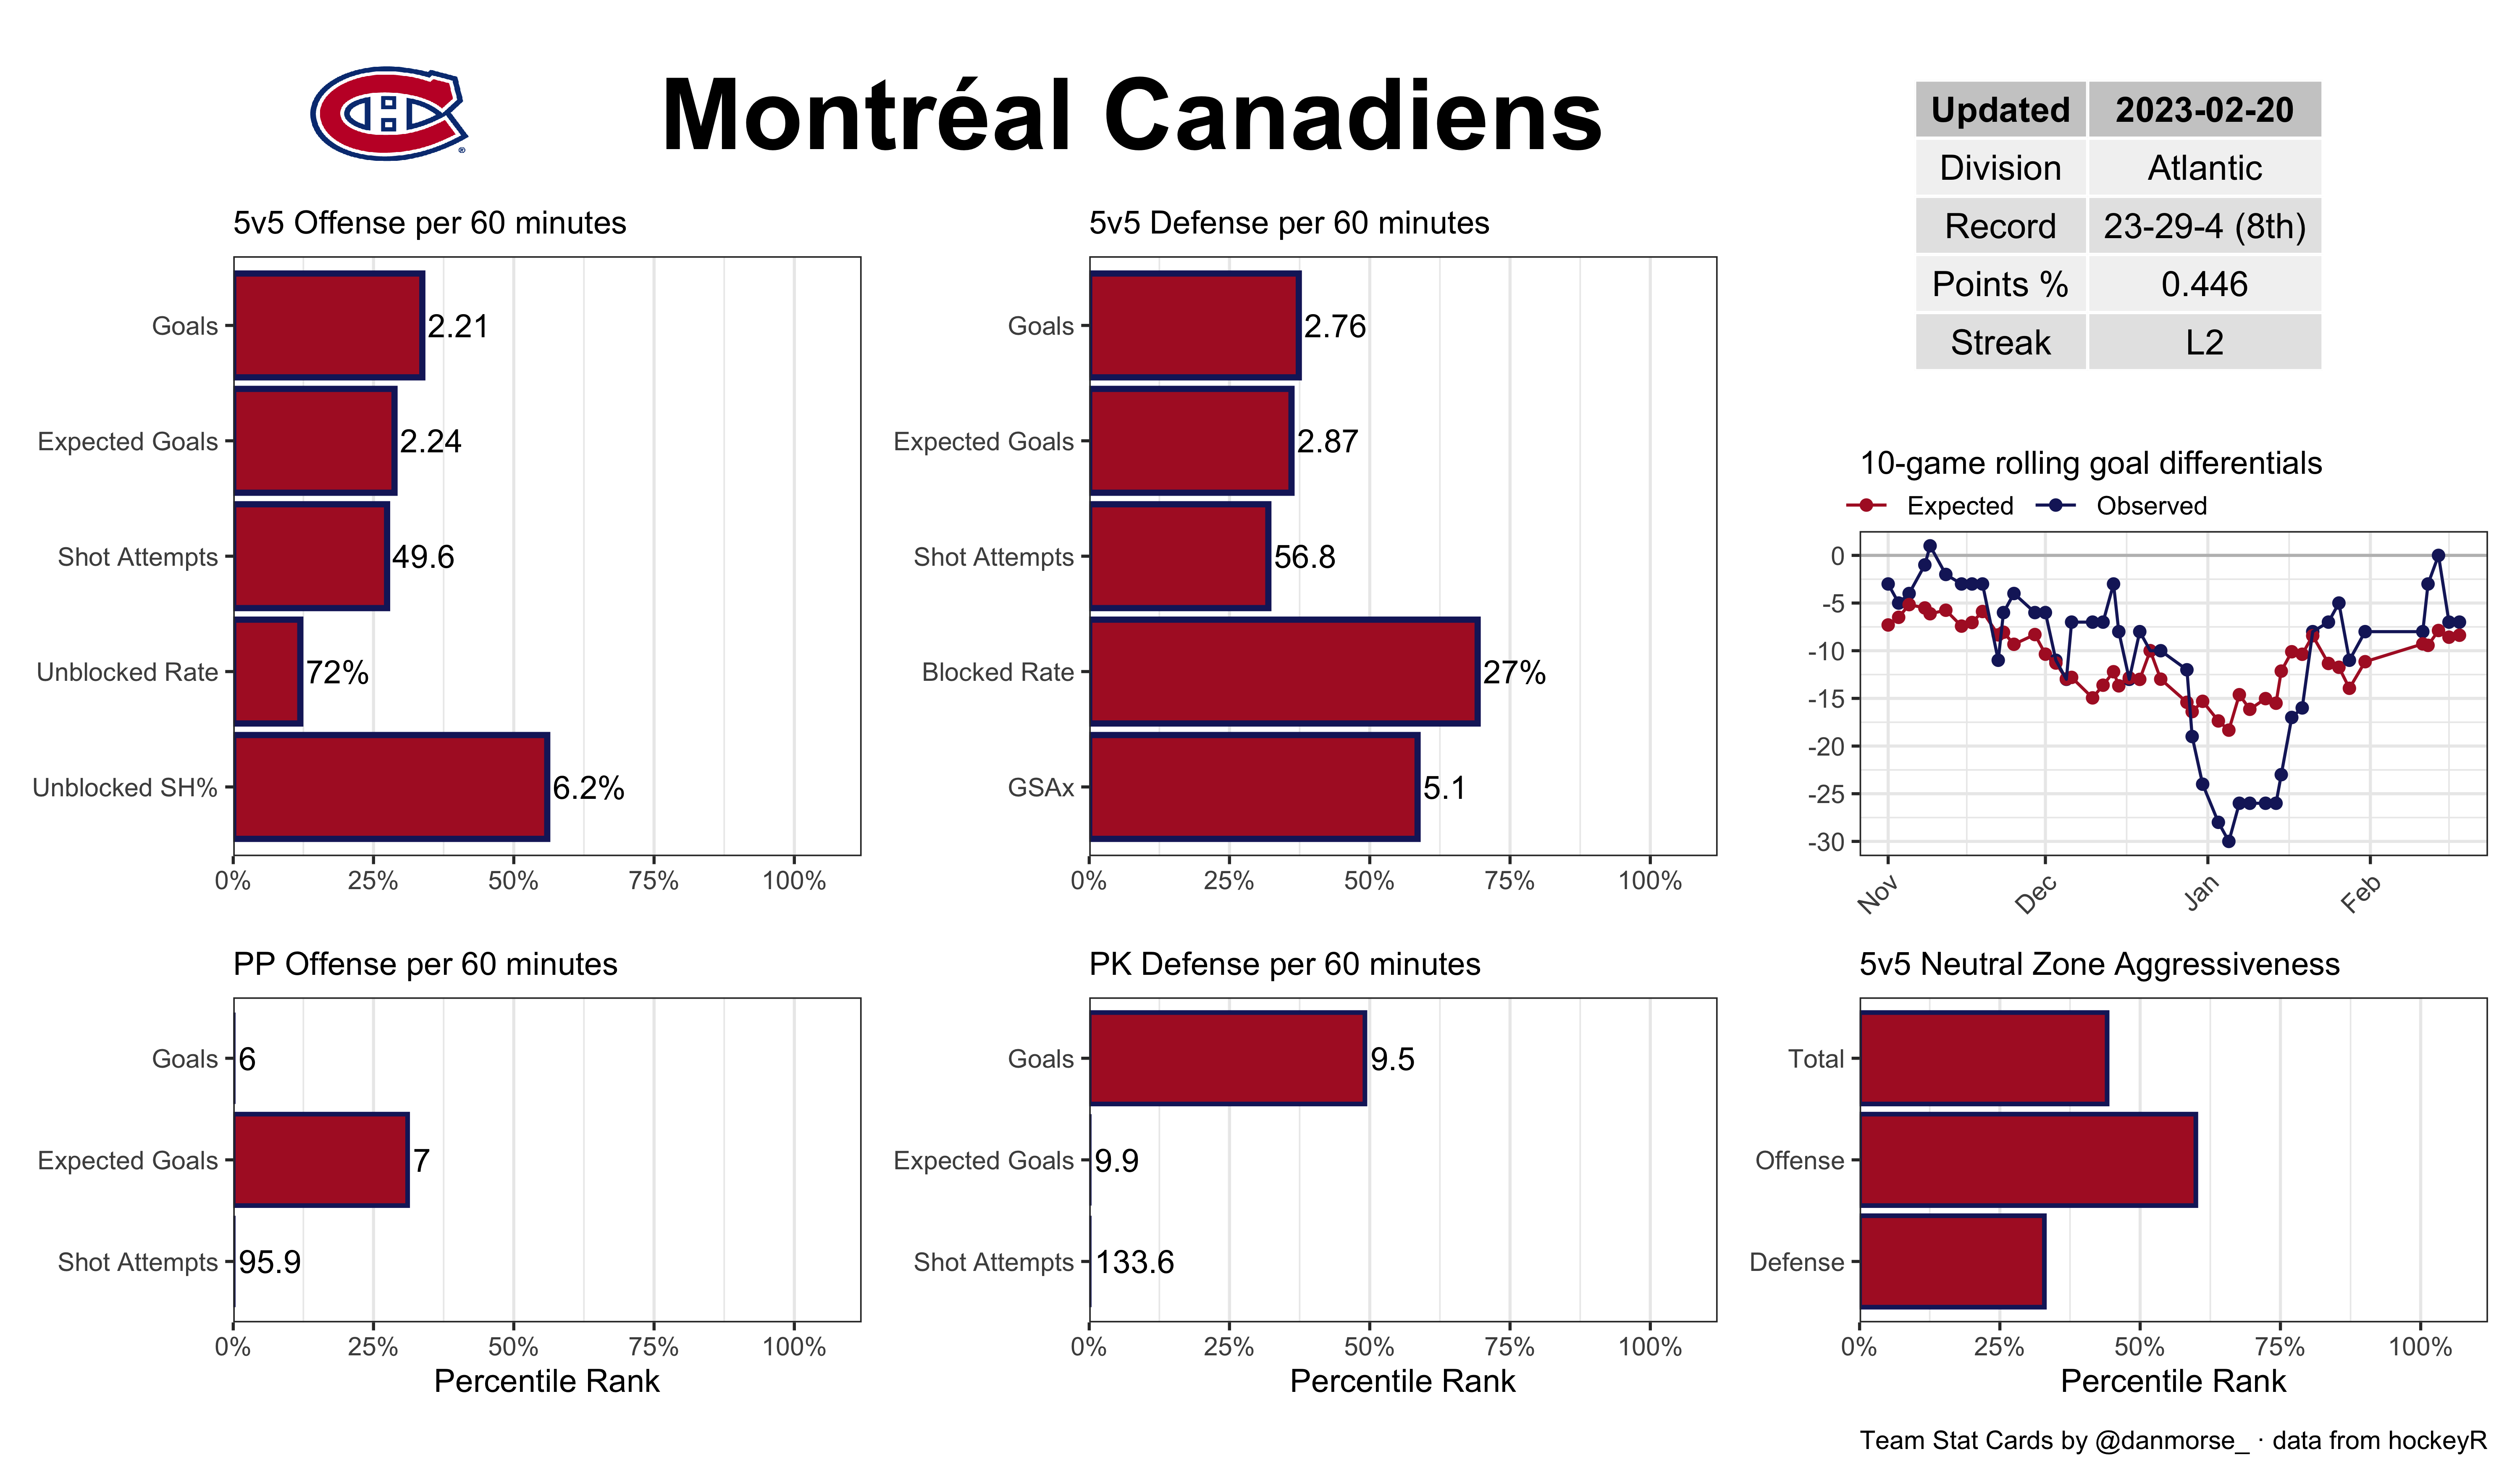 Montréal Canadiens
Updated 2023-02-20
Division Atlantic
Record 23-29-4 (8th)
Points % 0.446
Streak L2
5v5 Offense per 60 minutes
Goals 2.21
Expected Goals 2.24
Shot Attempts 49.6
Unblocked Rate 72%
Unblocked SH% 6.2%
0% 25% 50% 75% 100%
5v5 Defense per 60 minutes
Goals 2.76
Expected Goals 2.87
Shot Attempts 56.8
Blocked Rate 27%
GSAx 5.1
0% 25% 50% 75% 100%
10-game rolling goal differentials
Expected Observed
0
-5
-10
-15
-20
-25
-30
Nov Dec Jan Feb
PP Offense per 60 minutes
Goals 6
Expected Goals 7
Shot Attempts 95.9
0% 25% 50% 75% 100%
Percentile Rank
PK Defense per 60 minutes
Goals 9.5
Expected Goals 9.9
Shot Attempts 133.6
0% 25% 50% 75% 100%
Percentile Rank
5v5 Neutral Zone Aggressiveness
Total
Offense
Defense
0% 25% 50% 75% 100%
Percentile Rank
Team Stat Cards by @danmorse_ · data from hockeyR